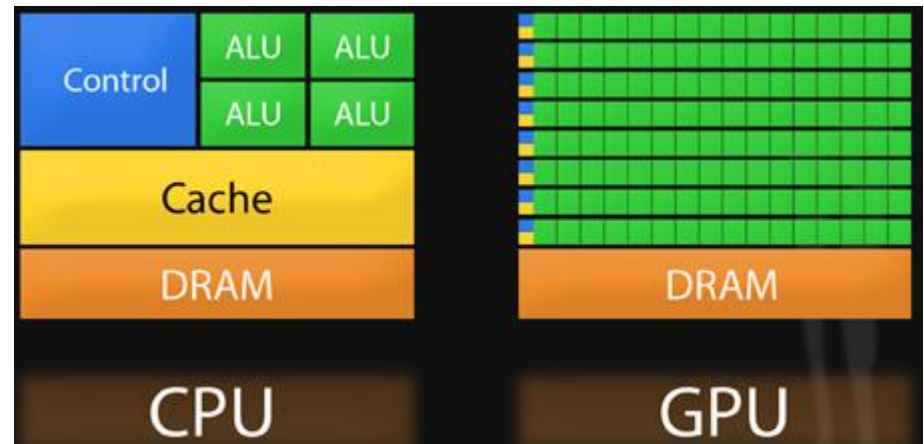 Control
ALU ALU
ALU ALU
Cache
DRAM
CPU
DRAM
GPU